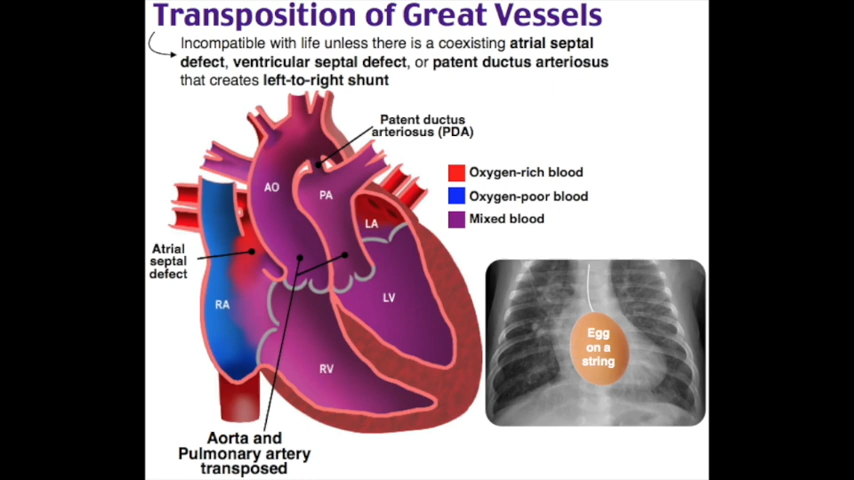 Transposition of Great Vessels
Incompatible with life unless there is a coexisting atrial septal
defect, ventricular septal defect, or patent ductus arteriosus
that creates left-to-right shunt
Patent ductus
arteriosus (PDA)
AO
PA
LA
Oxygen-rich blood
Oxygen-poor blood
Mixed blood
Atrial
septal
defect
RA
LV
RV
Egg
on a
string
Aorta and
Pulmonary artery
transposed